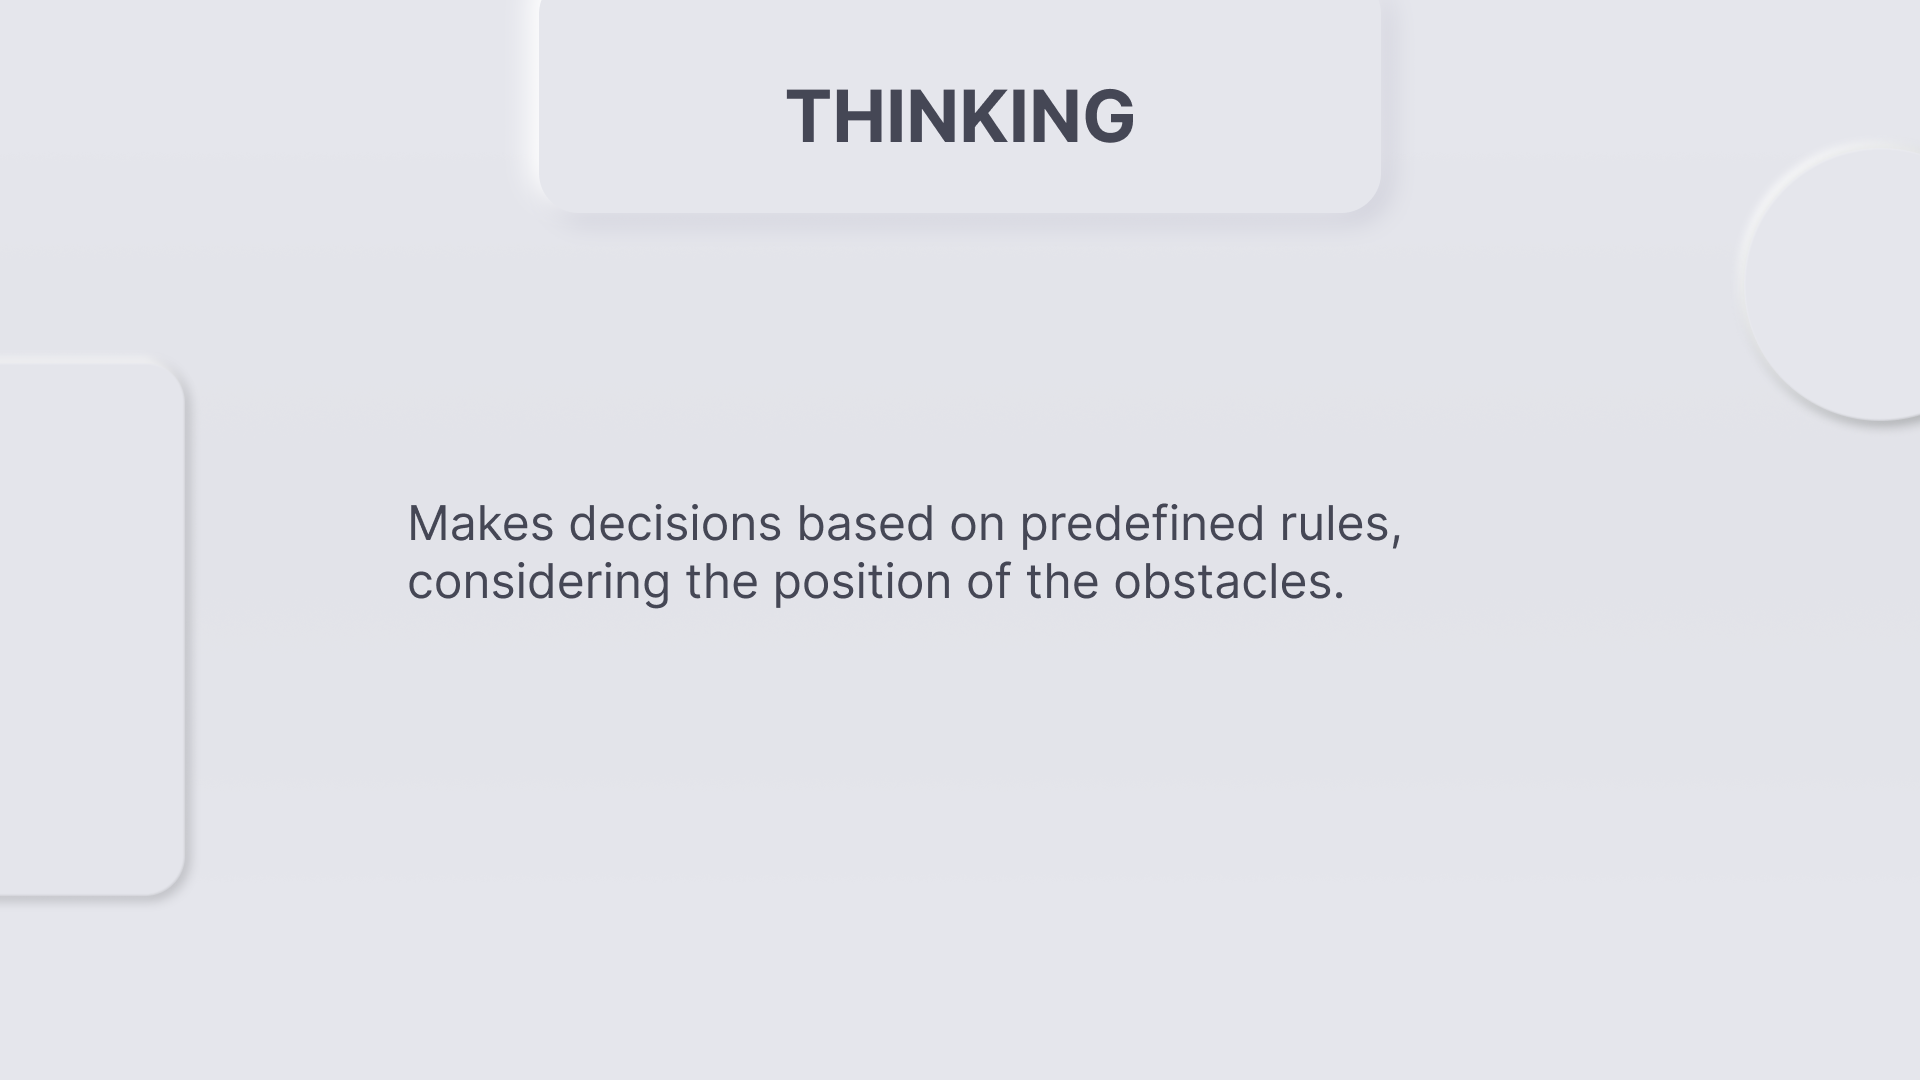 THINKING
Makes decisions based on predefined rules,
considering the position of the obstacles.